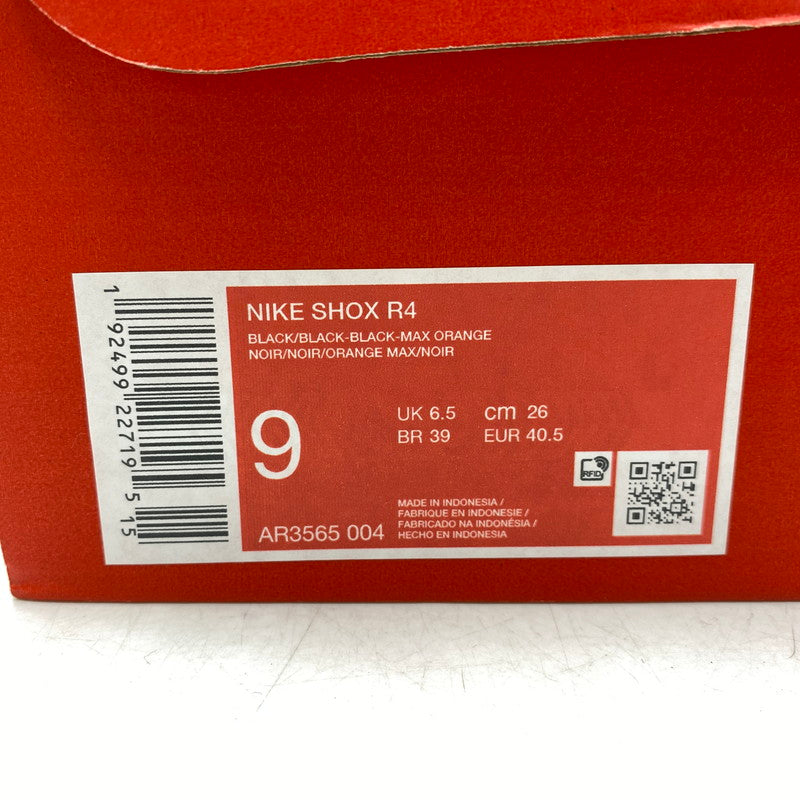 NIKE SHOX R4
BLACK/BLACK-BLACK-MAX ORANGE
NOIR/NOIR/ORANGE MAX/NOIR
9
UK 6.5 cm 26
BR 39 EUR 40.5
RFID
AR3565 004
MADE IN INDONESIA /
FABRIQUE EN INDONESIE /
FABRICADO NA INDONÉSIA /
HECHO EN INDONESIA
1 92499 22719 5 15